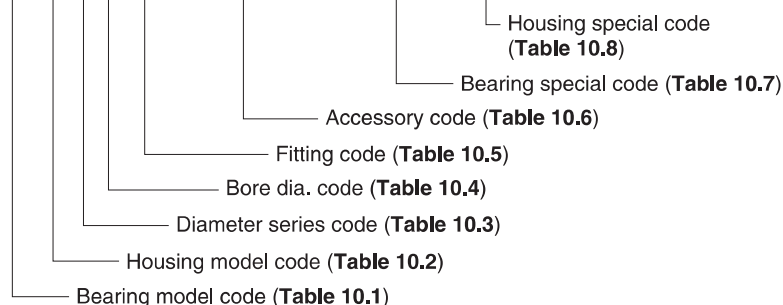 Housing special code
(Table 10.8)
Bearing special code (Table 10.7)
Accessory code (Table 10.6)
Fitting code (Table 10.5)
Bore dia. code (Table 10.4)
Diameter series code (Table 10.3)
Housing model code (Table 10.2)
Bearing model code (Table 10.1)